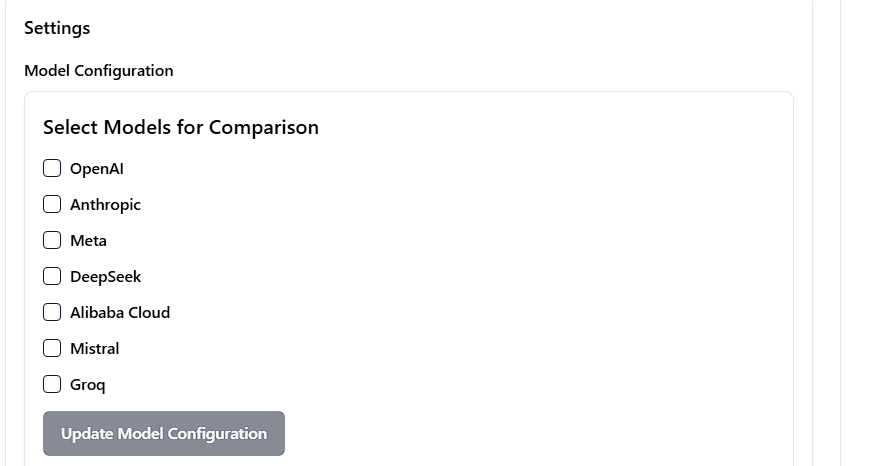 Settings
Model Configuration
Select Models for Comparison
OpenAI
Anthropic
Meta
DeepSeek
Alibaba Cloud
Mistral
Groq
Update Model Configuration